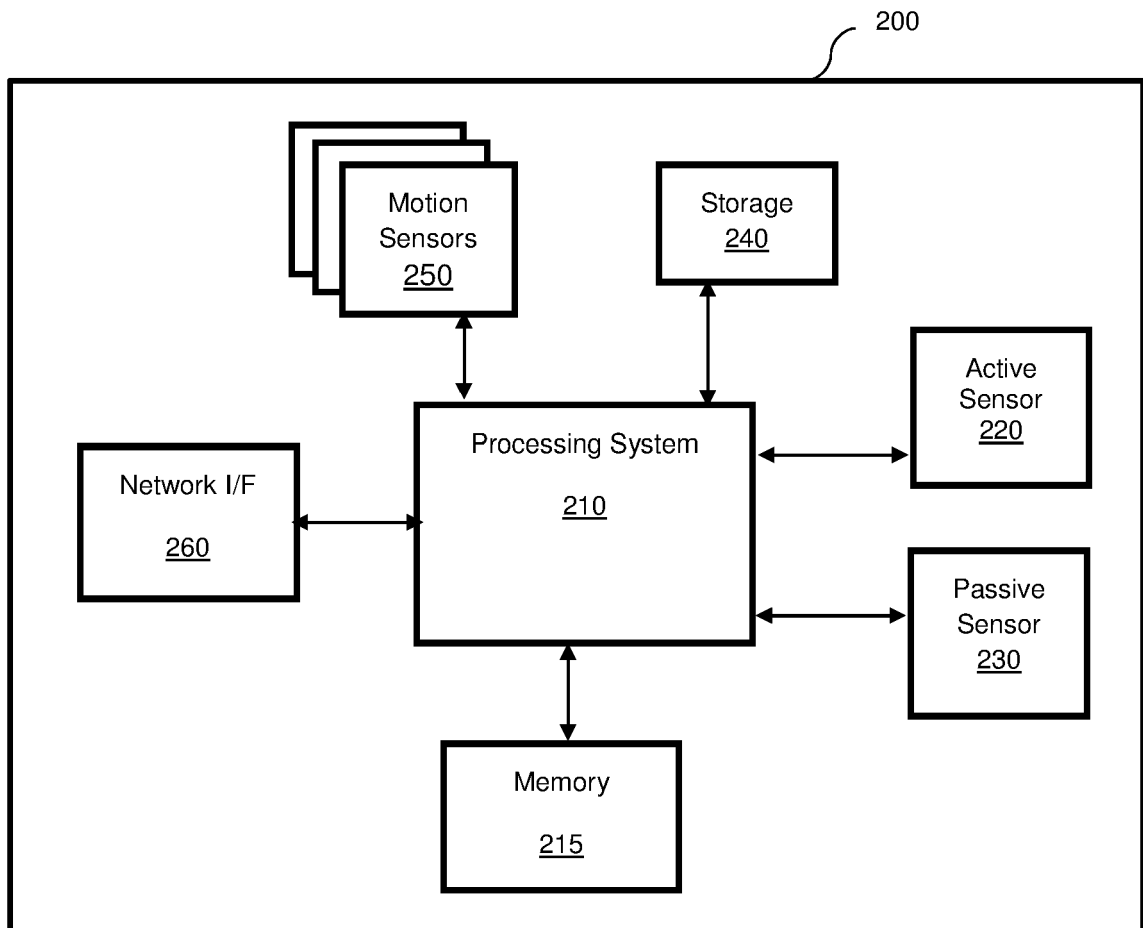 200
Motion
Sensors
250
Storage
240
Active
Sensor
220
Processing System
210
Network I/F
260
Passive
Sensor
230
Memory
215